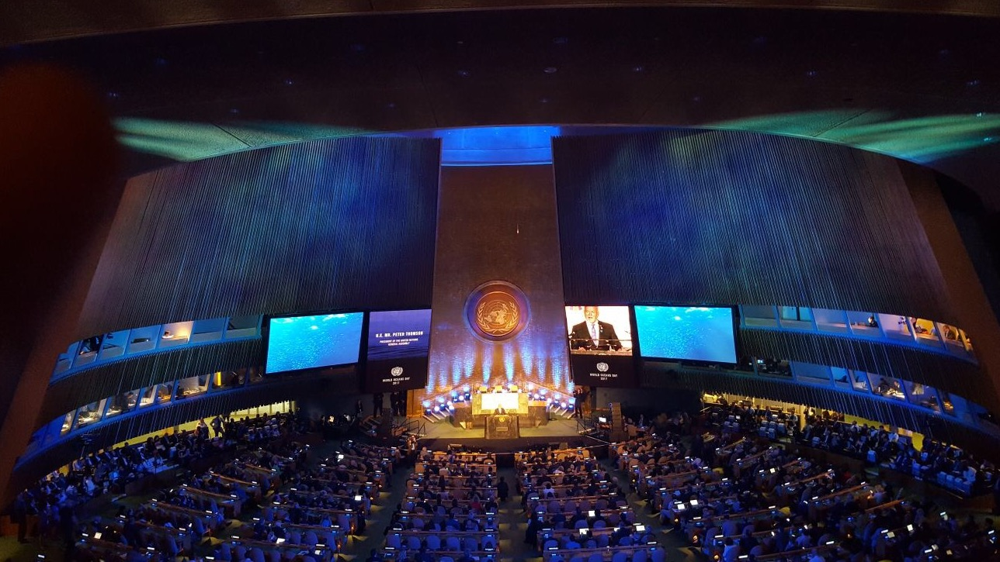 H.E. MR. PETER THOMSON
PRESIDENT OF THE UNITED NATIONS
GENERAL ASSEMBLY
WORLD OCEANS DAY
2017
WORLD OCEANS DAY
2017